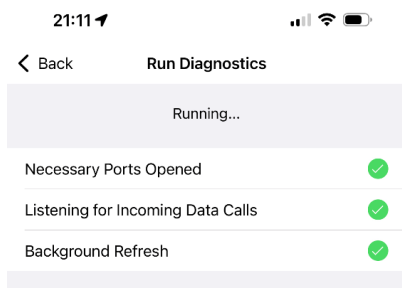 21:11
Back Run Diagnostics
Running...
Necessary Ports Opened
Listening for Incoming Data Calls
Background Refresh